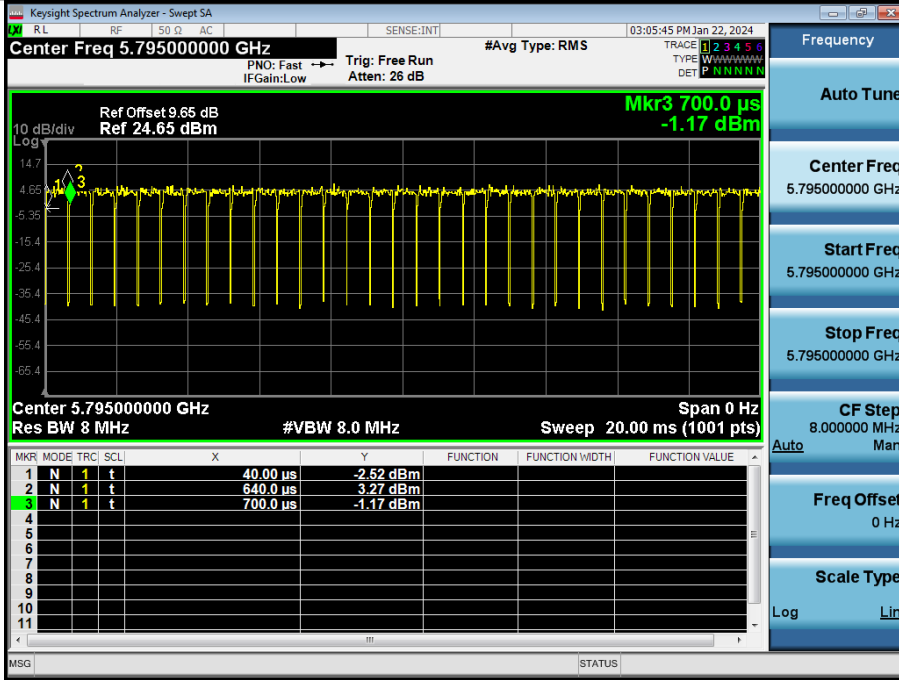 Keysight Spectrum Analyzer - Swept SA
LXI RL RF 50 Ω AC SENSE:INT 03:05:45 PM Jan 22, 2024
Center Freq 5.795000000 GHz
PNO: Fast
IFGain:Low
Trig: Free Run
Atten: 26 dB
#Avg Type: RMS
TRACE 1 2 3 4 5 6
TYPE WWWWWW
DET P N N N N N
Frequency
Auto Tune
Center Freq
5.795000000 GHz
Start Freq
5.795000000 GHz
Stop Freq
5.795000000 GHz
CF Step
8.000000 MHz
Auto Man
Freq Offset
0 Hz
Scale Type
Log Lin
Mkr3 700.0 µs
-1.17 dBm
Ref Offset 9.65 dB
10 dB/div Ref 24.65 dBm
Log
14.7
4.65
-5.35
-15.4
-25.4
-35.4
-45.4
-55.4
-65.4
1 2 3
Center 5.795000000 GHz Span 0 Hz
Res BW 8 MHz #VBW 8.0 MHz Sweep 20.00 ms (1001 pts)
MKR MODE TRC SCL X Y FUNCTION FUNCTION WIDTH FUNCTION VALUE
1 N 1 t 40.00 µs -2.52 dBm
2 N 1 t 640.0 µs 3.27 dBm
3 N 1 t 700.0 µs -1.17 dBm
4
5
6
7
8
9
10
11
MSG STATUS